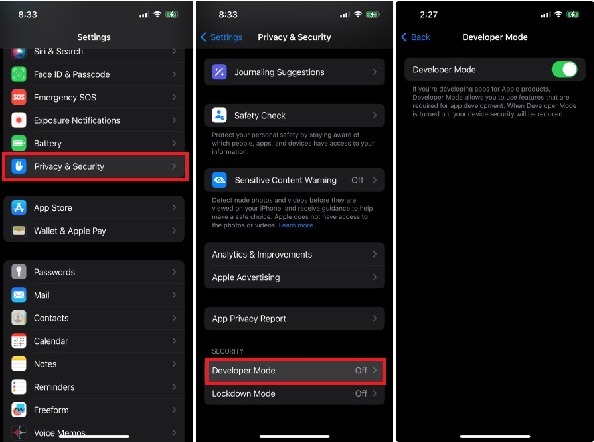 8:33
Settings
Siri & Search
Face ID & Passcode
Emergency SOS
Exposure Notifications
Battery
Privacy & Security
App Store
Wallet & Apple Pay
Passwords
Mail
Contacts
Calendar
Notes
Reminders
Freeform
Voice Memos
8:33
Settings
Privacy & Security
Journaling Suggestions
Safety Check
Protect your personal safety by staying aware of
which people, apps, and devices have access to your
information.
Sensitive Content Warning Off
Detect nude photos and videos before they are
viewed on your iPhone, and receive guidance to help
make a safe choice. Apple does not have access to
the photos or videos. Learn more...
Analytics & Improvements
Apple Advertising
App Privacy Report
SECURITY
Developer Mode Off
Lockdown Mode Off
2:27
Back
Developer Mode
Developer Mode
If you're developing apps for Apple products,
Developer Mode allows you to use features that are
required for app development. When Developer Mode
is turned on, your device security will be reduced.